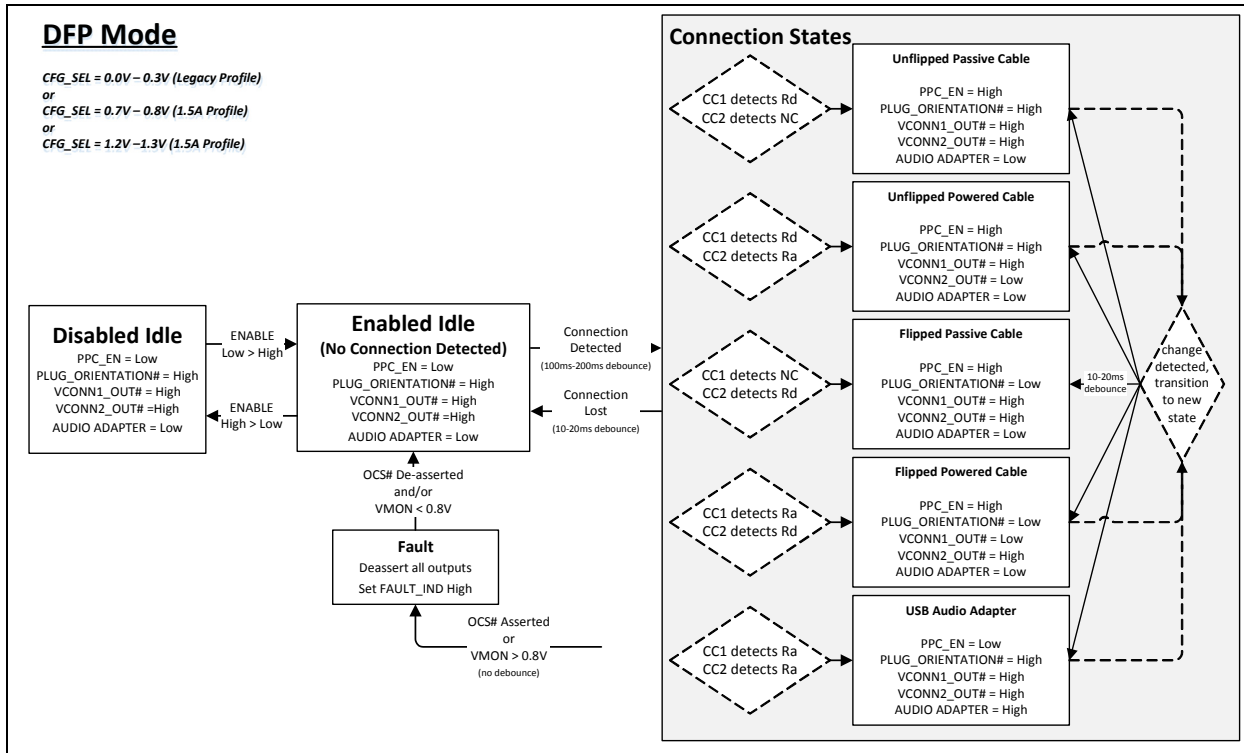 DFP Mode
CFG_SEL = 0.0V – 0.3V (Legacy Profile)
or
CFG_SEL = 0.7V – 0.8V (1.5A Profile)
or
CFG_SEL = 1.2V –1.3V (1.5A Profile)
Disabled Idle
PPC_EN = Low
PLUG_ORIENTATION# = High
VCONN1_OUT# = High
VCONN2_OUT# =High
AUDIO ADAPTER = Low
ENABLE
Low > High
ENABLE
High > Low
Enabled Idle
(No Connection Detected)
PPC_EN = Low
PLUG_ORIENTATION# = High
VCONN1_OUT# = High
VCONN2_OUT# =High
AUDIO ADAPTER = Low
Connection
Detected
(100ms-200ms debounce)
Connection
Lost
(10-20ms debounce)
OCS# De-asserted
and/or
VMON < 0.8V
Fault
Deassert all outputs
Set FAULT_IND High
OCS# Asserted
or
VMON > 0.8V
(no debounce)
Connection States
CC1 detects Rd
CC2 detects NC
Unflipped Passive Cable
PPC_EN = High
PLUG_ORIENTATION# = High
VCONN1_OUT# = High
VCONN2_OUT# = High
AUDIO ADAPTER = Low
CC1 detects Rd
CC2 detects Ra
Unflipped Powered Cable
PPC_EN = High
PLUG_ORIENTATION# = High
VCONN1_OUT# = High
VCONN2_OUT# = Low
AUDIO ADAPTER = Low
CC1 detects NC
CC2 detects Rd
Flipped Passive Cable
PPC_EN = High
PLUG_ORIENTATION# = Low
VCONN1_OUT# = High
VCONN2_OUT# = High
AUDIO ADAPTER = Low
10-20ms
debounce
change
detected,
transition
to new
state
CC1 detects Ra
CC2 detects Rd
Flipped Powered Cable
PPC_EN = High
PLUG_ORIENTATION# = Low
VCONN1_OUT# = Low
VCONN2_OUT# = High
AUDIO ADAPTER = Low
CC1 detects Ra
CC2 detects Ra
USB Audio Adapter
PPC_EN = Low
PLUG_ORIENTATION# = High
VCONN1_OUT# = High
VCONN2_OUT# = High
AUDIO ADAPTER = High